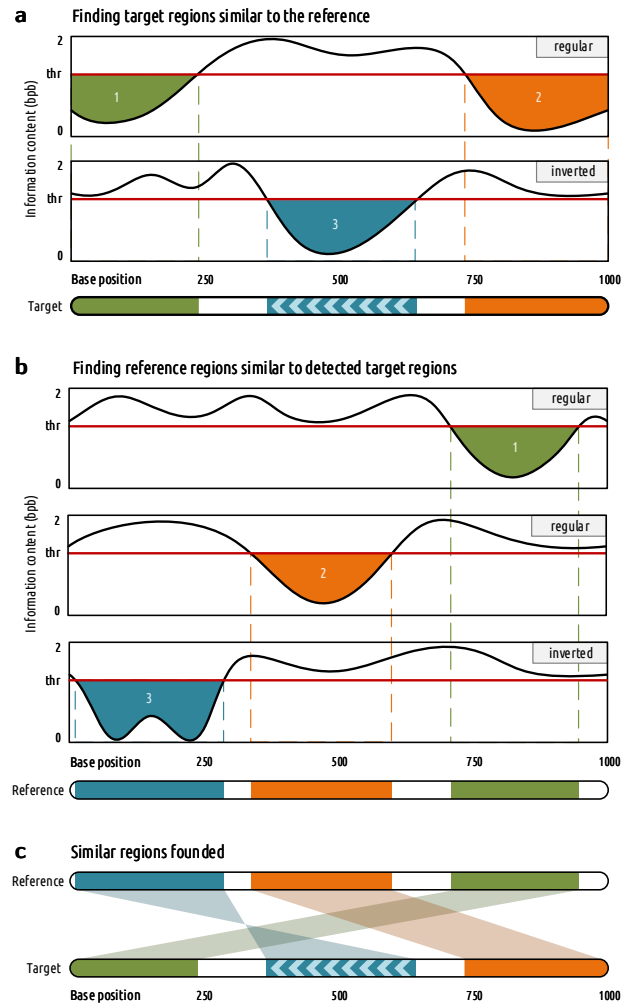 a Finding target regions similar to the reference
2
regular
thr
1
2
0
2
inverted
thr
3
0
Information content (bpb)
Base position 250 500 750 1000
Target
b Finding reference regions similar to detected target regions
2
regular
thr
1
0
2
regular
thr
2
0
2
inverted
thr
3
0
Information content (bpb)
Base position 250 500 750 1000
Reference
c Similar regions founded
Reference
Target
Base position 250 500 750 1000